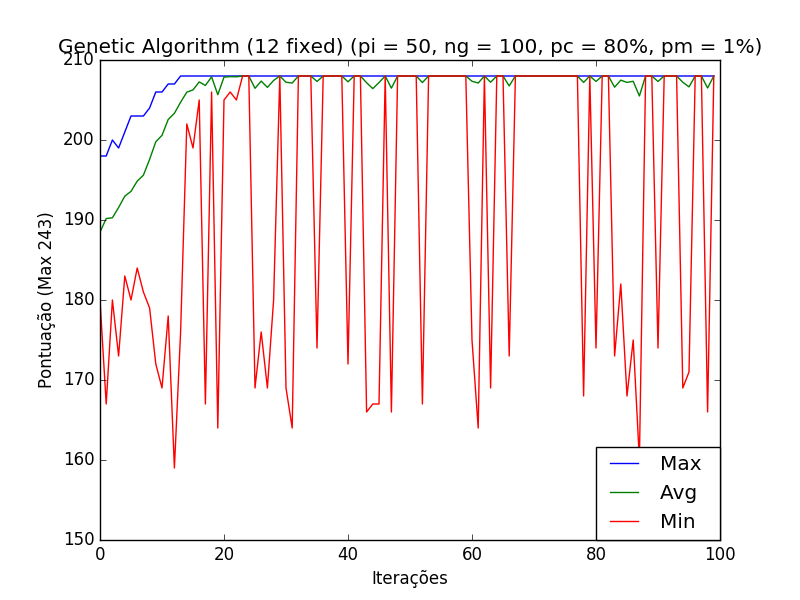 Genetic Algorithm (12 fixed) (pi = 50, ng = 100, pc = 80%, pm = 1%)
210
200
190
180
170
160
150
Pontuação (Max 243)
Max
Avg
Min
0 20 40 60 80 100
Iterações